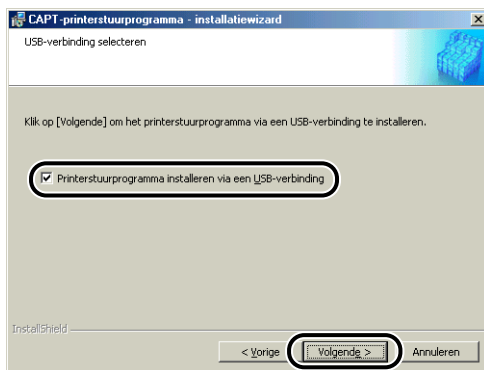 CAPT-printerstuurprogramma - installatiewizard
USB-verbinding selecteren
Klik op [Volgende] om het printerstuurprogramma via een USB-verbinding te installeren.
Printerstuurprogramma installeren via een USB-verbinding
InstallShield
< Vorige Volgende > Annuleren